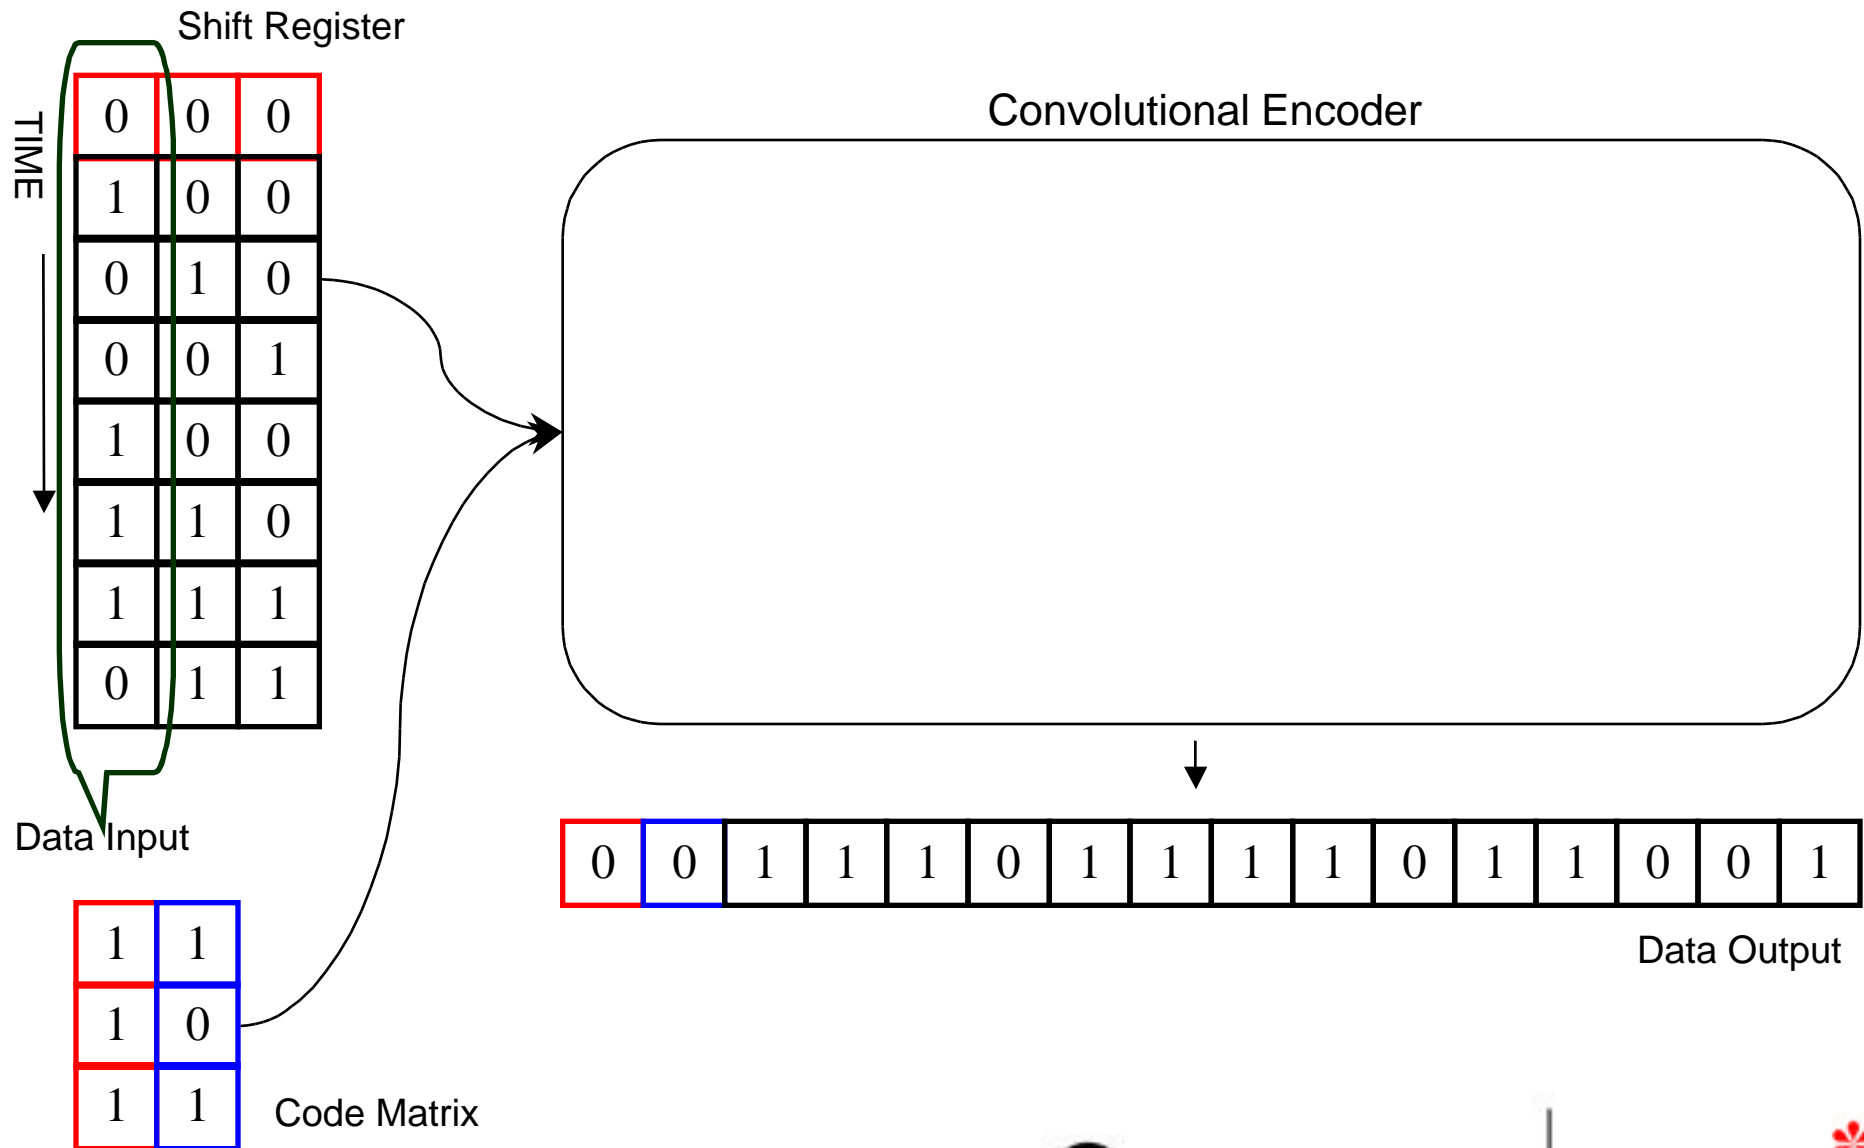 Shift Register
TIME
0 0 0
1 0 0
0 1 0
0 0 1
1 0 0
1 1 0
1 1 1
0 1 1
Data Input
1 1
1 0
1 1
Code Matrix
Convolutional Encoder
0 0 1 1 1 0 1 1 1 1 0 1 1 0 0 1
Data Output